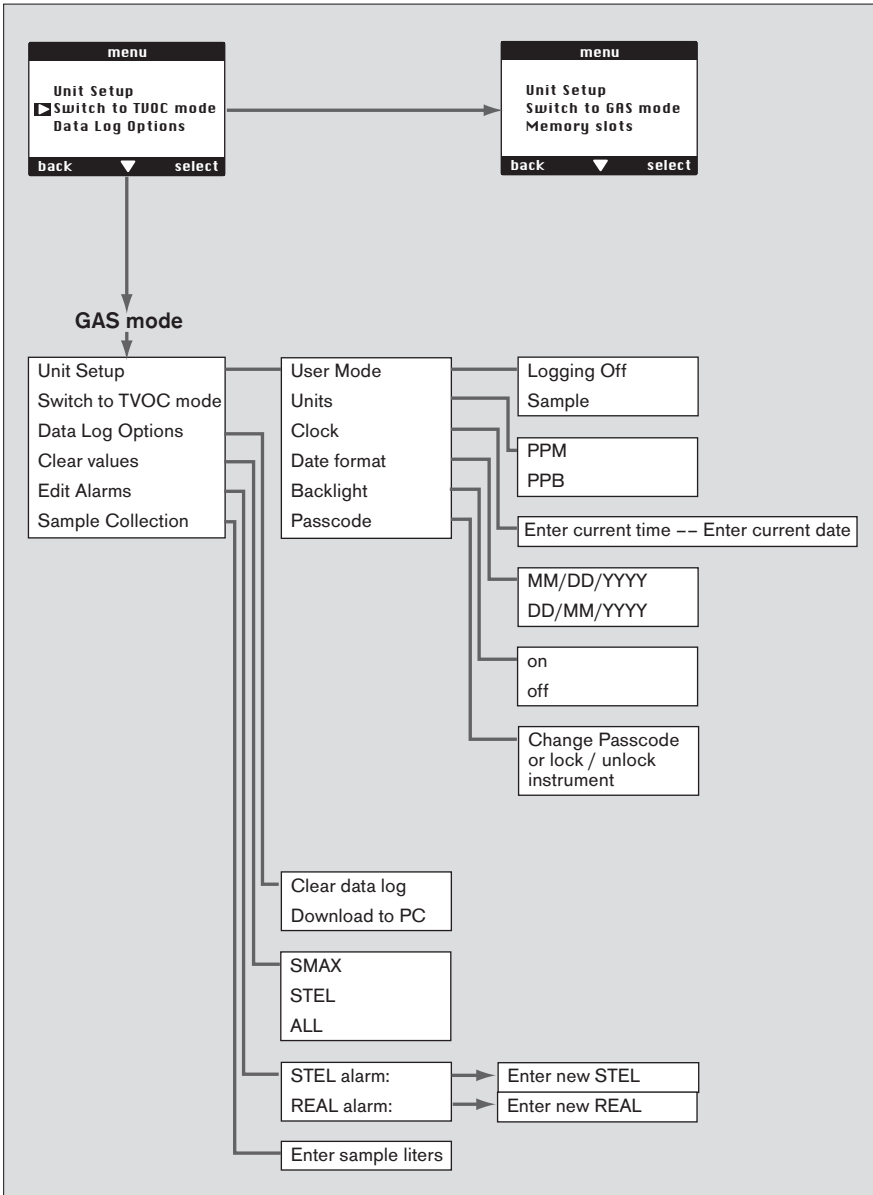 menu
Unit Setup
Switch to TVOC mode
Data Log Options
back select
menu
Unit Setup
Switch to GAS mode
Memory slots
back select
GAS mode
Unit Setup
Switch to TVOC mode
Data Log Options
Clear values
Edit Alarms
Sample Collection
User Mode
Units
Clock
Date format
Backlight
Passcode
Logging Off
Sample
PPM
PPB
Enter current time -- Enter current date
MM/DD/YYYY
DD/MM/YYYY
on
off
Change Passcode
or lock / unlock
instrument
Clear data log
Download to PC
SMAX
STEL
ALL
STEL alarm:
REAL alarm:
Enter new STEL
Enter new REAL
Enter sample liters